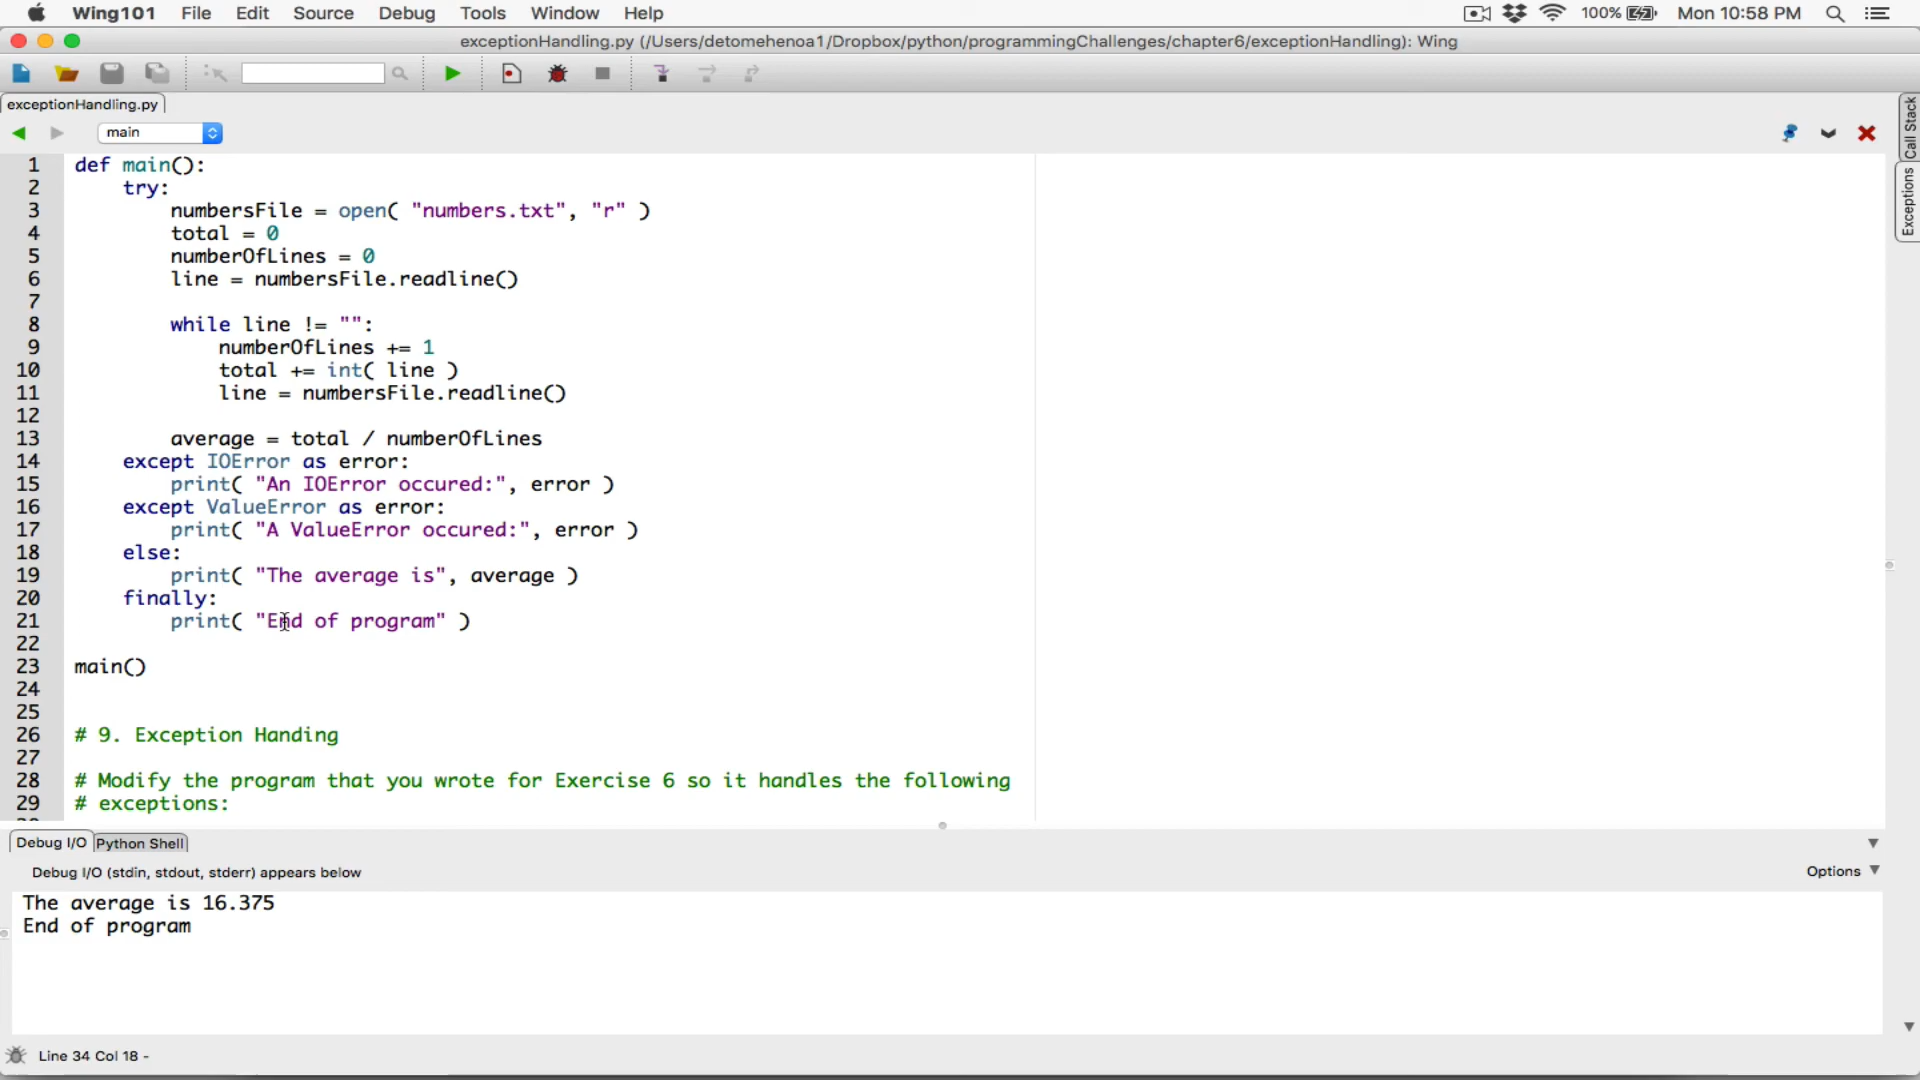 Wing101 File Edit Source Debug Tools Window Help 100% Mon 10:58 PM
exceptionHandling.py (/Users/detomehenoa1/Dropbox/python/programmingChallenges/chapter6/exceptionHandling): Wing
exceptionHandling.py
main
Call Stack
Exceptions
1 def main():
2 try:
3 numbersFile = open( "numbers.txt", "r" )
4 total = 0
5 numberOfLines = 0
6 line = numbersFile.readline()
7
8 while line != "":
9 numberOfLines += 1
10 total += int( line )
11 line = numbersFile.readline()
12
13 average = total / numberOfLines
14 except IOError as error:
15 print( "An IOError occured:", error )
16 except ValueError as error:
17 print( "A ValueError occured:", error )
18 else:
19 print( "The average is", average )
20 finally:
21 print( "End of program" )
22
23 main()
24
25
26 # 9. Exception Handing
27
28 # Modify the program that you wrote for Exercise 6 so it handles the following
29 # exceptions:
Debug I/O Python Shell
Debug I/O (stdin, stdout, stderr) appears below Options
The average is 16.375
End of program
Line 34 Col 18 -